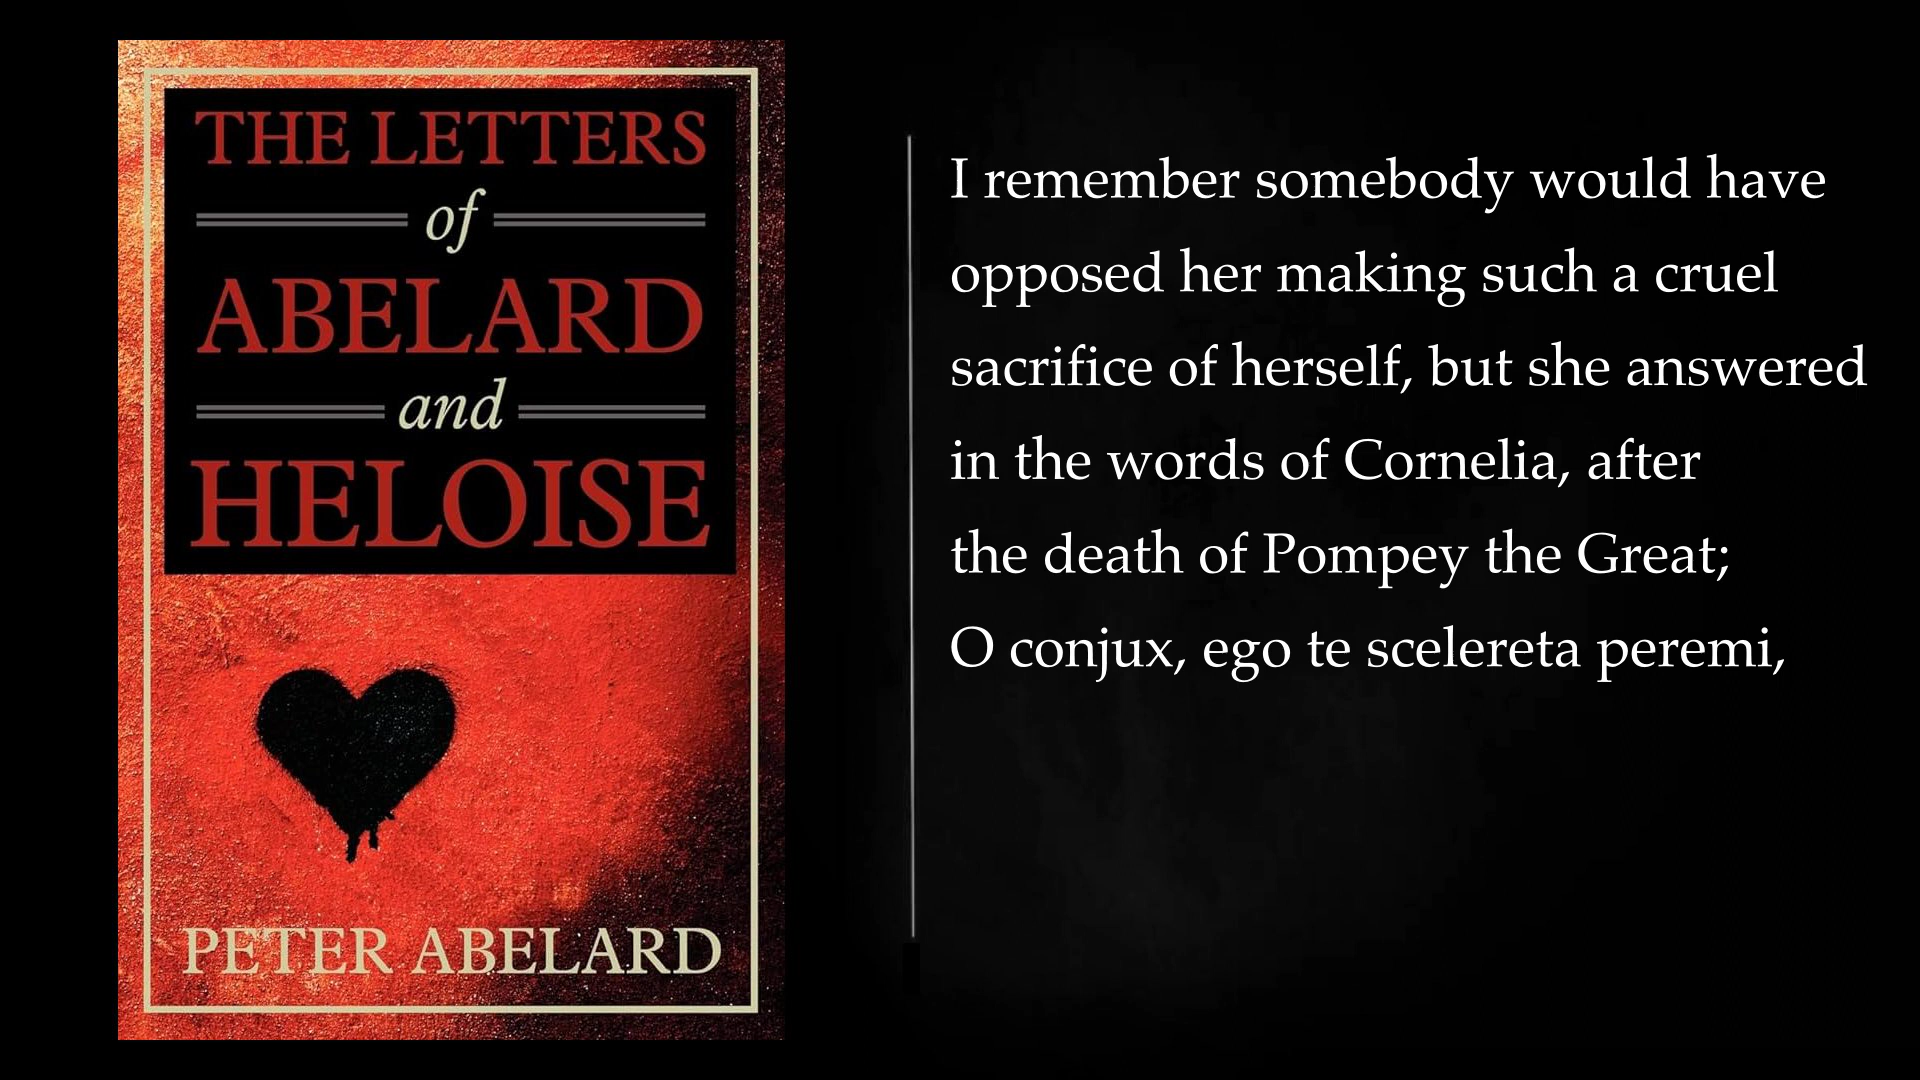 THE LETTERS
of
ABELARD
and
HELOISE
PETER ABELARD
I remember somebody would have
opposed her making such a cruel
sacrifice of herself, but she answered
in the words of Cornelia, after
the death of Pompey the Great;
O conjux, ego te scelereta peremi,